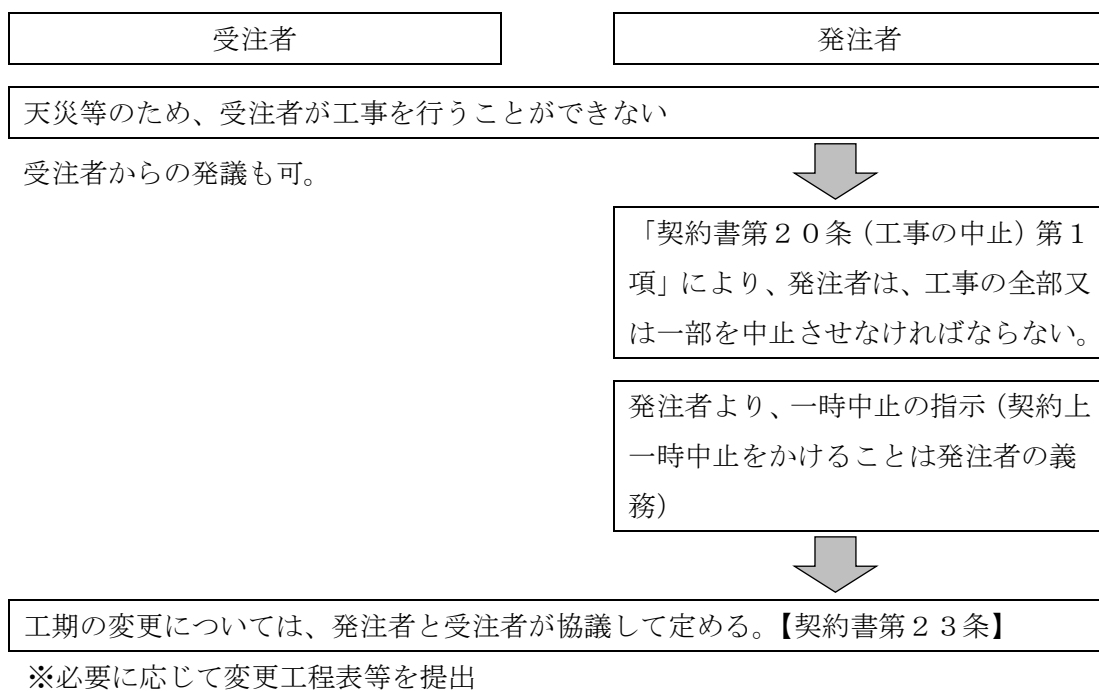 受注者
発注者
天災等のため、受注者が工事を行うことができない
受注者からの発議も可。
「契約書第２０条（工事の中止）第１
項」により、発注者は、工事の全部又
は一部を中止させなければならない。
発注者より、一時中止の指示（契約上
一時中止をかけることは発注者の義
務）
工期の変更については、発注者と受注者が協議して定める。【契約書第２３条】
※必要に応じて変更工程表等を提出